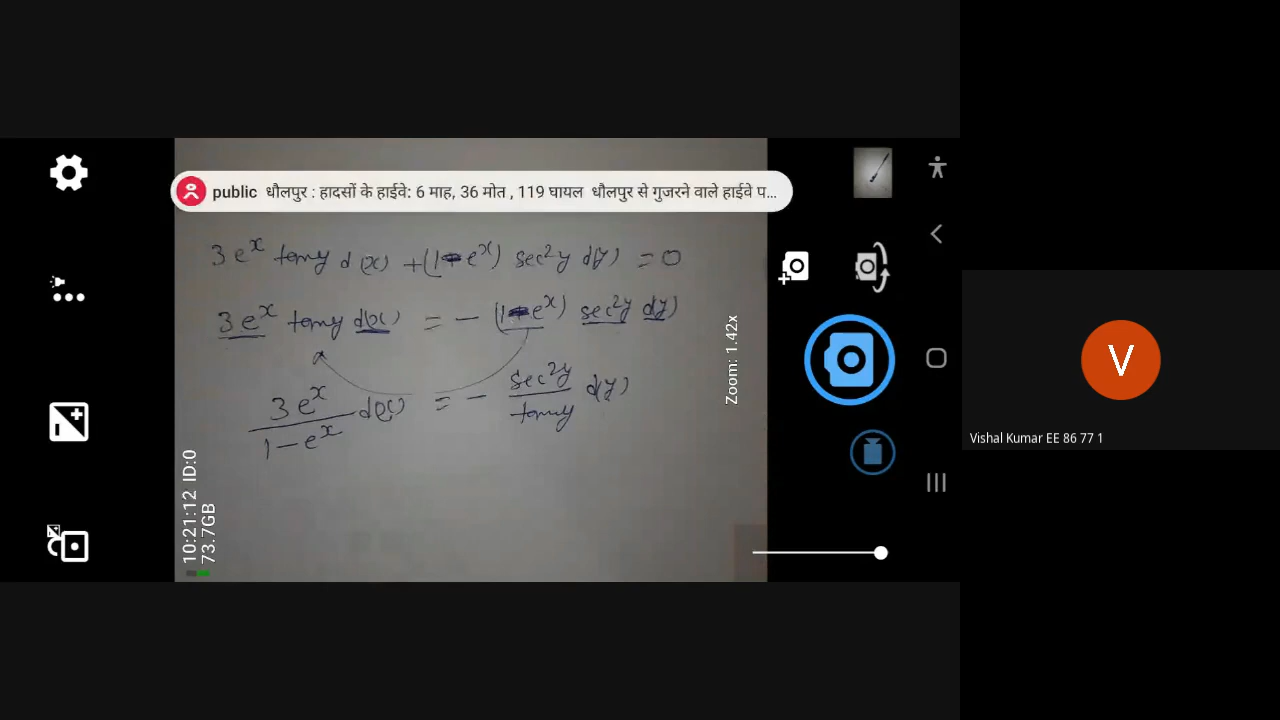 public धौलपुर : हादसों के हाईवे: 6 माह, 36 मोत , 119 घायल धौलपुर से गुजरने वाले हाईवे प...
3e^x tany d(x) + (1-e^x) sec²y d(y) = 0
3e^x tany d(x) = - (1-e^x) sec²y d(y)
3e^x / 1-e^x d(x) = - sec²y / tany d(y)
Zoom: 1.42x
10:21:12 ID:0
73.7GB
V
Vishal Kumar EE 86 77 1